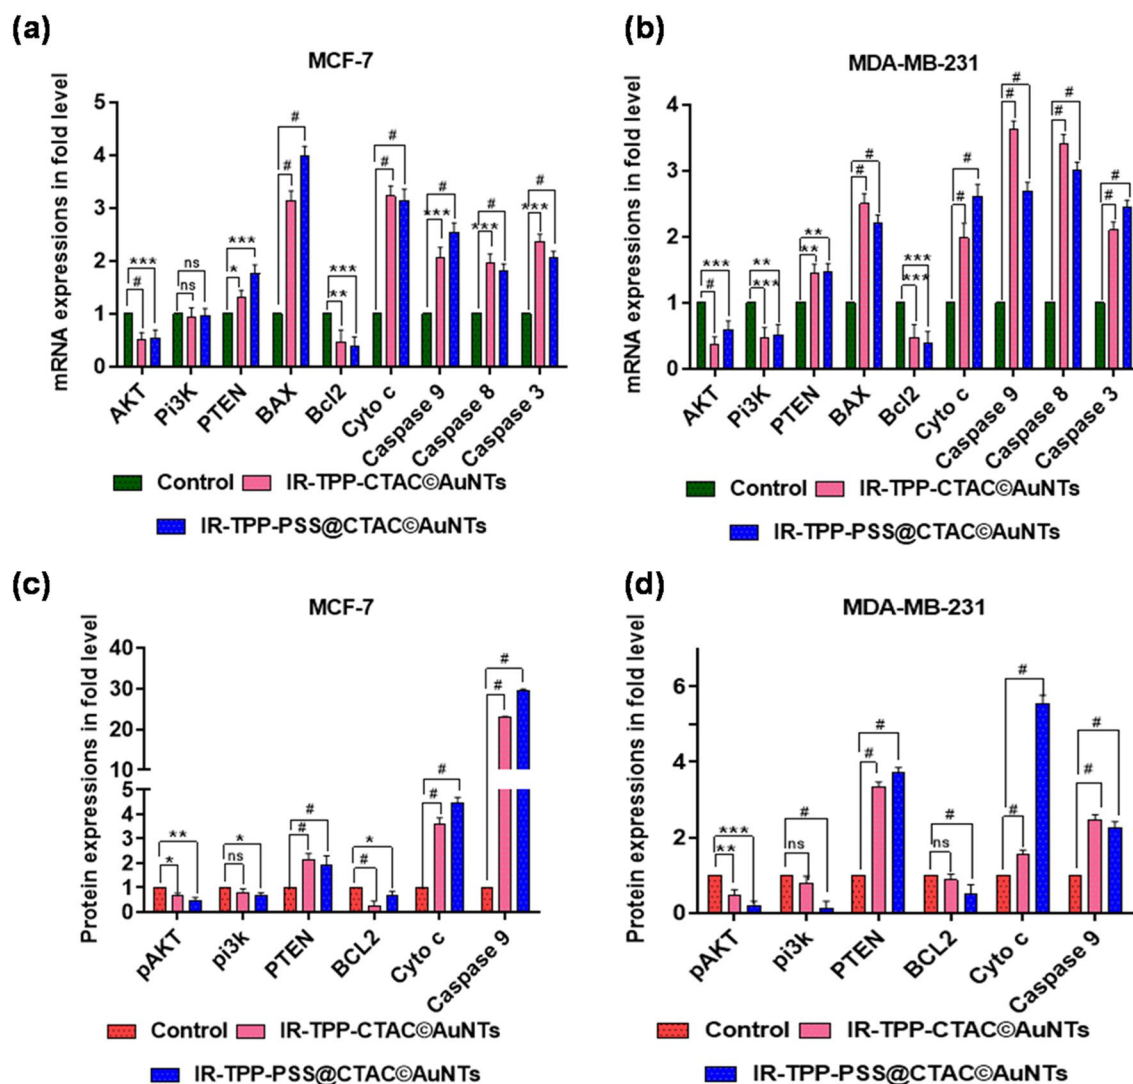 (a)
MCF-7
mRNA expressions in fold level
5
4
3
2
1
0
# *** ns ns * *** # # ** *** # # *** # *** # *** #
AKT Pi3K PTEN BAX Bcl2 Cyto c Caspase 9 Caspase 8 Caspase 3
Control IR-TPP-CTAC©AuNTs
IR-TPP-PSS@CTAC©AuNTs
(b)
MDA-MB-231
mRNA expressions in fold level
4
3
2
1
0
# *** *** ** ** ** # # *** *** # # # # # # # #
AKT Pi3K PTEN BAX Bcl2 Cyto c Caspase 9 Caspase 8 Caspase 3
Control IR-TPP-CTAC©AuNTs
IR-TPP-PSS@CTAC©AuNTs
(c)
MCF-7
Protein expressions in fold level
40
30
20
10
5
4
3
2
1
0
* ** ns * # # # * # # # #
pAKT pi3k PTEN BCL2 Cyto c Caspase 9
Control IR-TPP-CTAC©AuNTs
IR-TPP-PSS@CTAC©AuNTs
(d)
MDA-MB-231
Protein expressions in fold level
6
4
2
0
** *** ns # # # ns # # # # #
pAKT pi3k PTEN BCL2 Cyto c Caspase 9
Control IR-TPP-CTAC©AuNTs
IR-TPP-PSS@CTAC©AuNTs